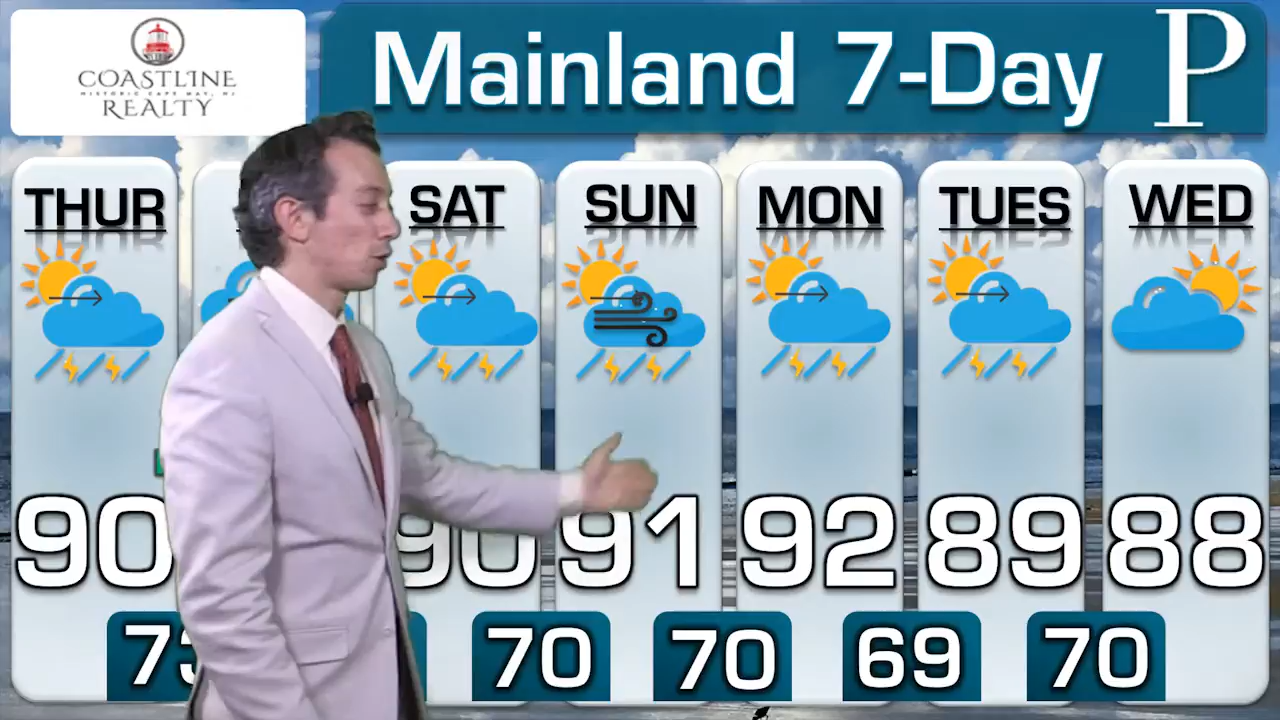 COASTLINE
HISTORIC CAPE MAY, NJ
REALTY
Mainland 7-Day
P
THUR SAT SUN MON TUES WED
90 90 91 92 89 88
70 70 69 70